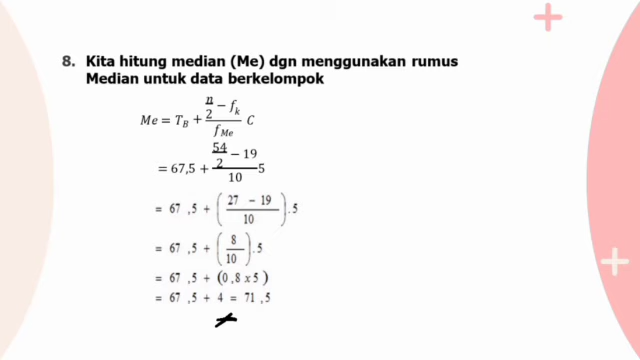 8. Kita hitung median (Me) dgn menggunakan rumus
Median untuk data berkelompok
Me = T_B + (n/2 − f_k)/f_Me C
= 67,5 + (54/2 − 19)/10 5
= 67 ,5 + (27 − 19/10) .5
= 67 ,5 + (8/10) .5
= 67 ,5 + (0,8 x 5)
= 67 ,5 + 4 = 71 ,5